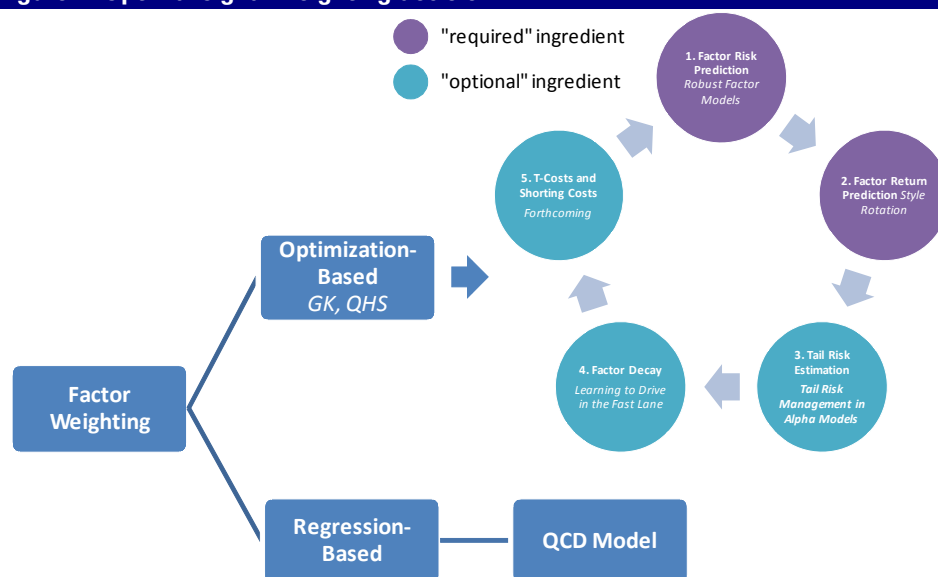 "required" ingredient
"optional" ingredient
1. Factor Risk
Prediction
Robust Factor
Models
2. Factor Return
Prediction Style
Rotation
3. Tail Risk
Estimation
Tail Risk
Management in
Alpha Models
4. Factor Decay
Learning to Drive
in the Fast Lane
5. T-Costs and
Shorting Costs
Forthcoming
Optimization-
Based
GK, QHS
Factor
Weighting
Regression-
Based
QCD Model